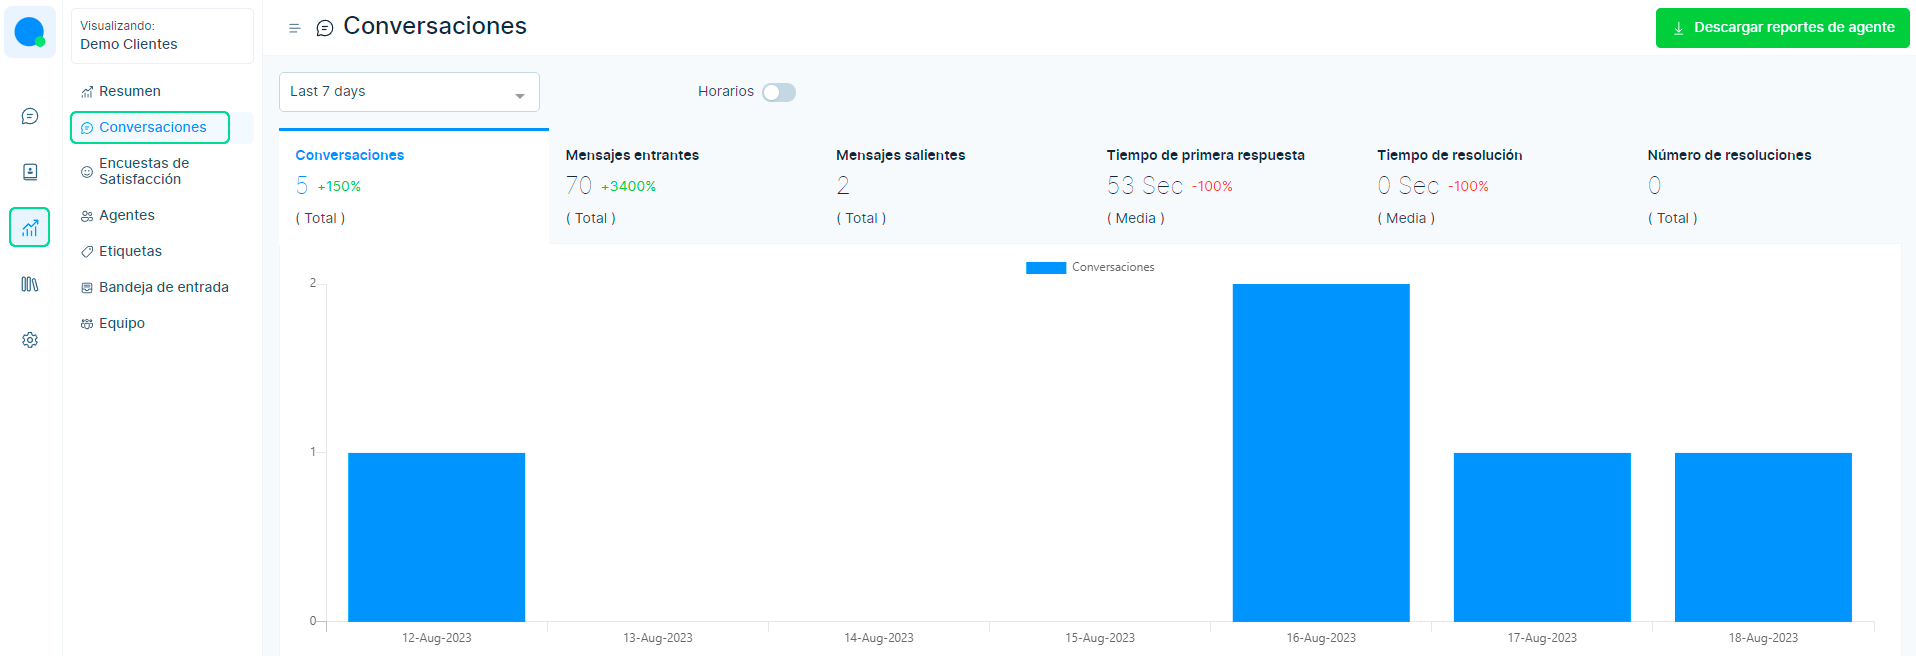 Visualizando:
Demo Clientes
Resumen
Conversaciones
Encuestas de
Satisfacción
Agentes
Etiquetas
Bandeja de entrada
Equipo
Conversaciones
Descargar reportes de agente
Last 7 days
Horarios
Conversaciones
5 +150%
( Total )
Mensajes entrantes
70 +3400%
( Total )
Mensajes salientes
2
( Total )
Tiempo de primera respuesta
53 Sec -100%
( Media )
Tiempo de resolución
0 Sec -100%
( Media )
Número de resoluciones
0
( Total )
Conversaciones
2
1
0
12-Aug-2023 13-Aug-2023 14-Aug-2023 15-Aug-2023 16-Aug-2023 17-Aug-2023 18-Aug-2023